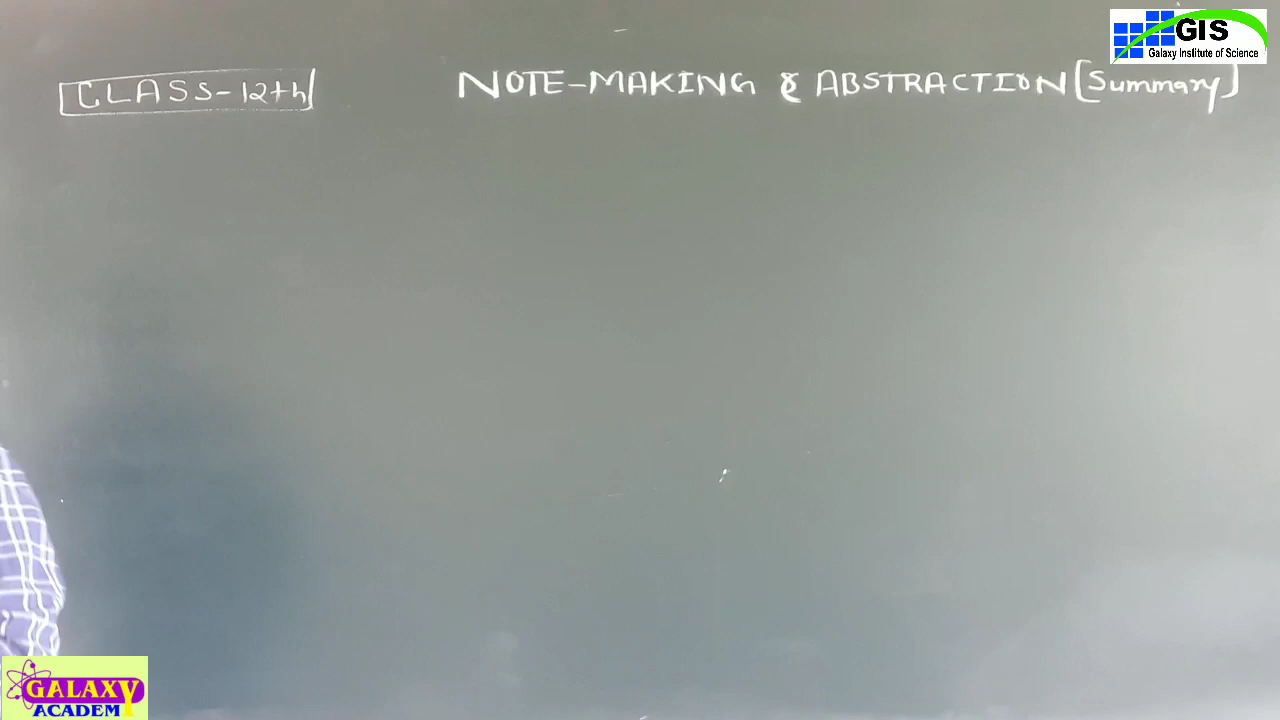 GIS
Galaxy Institute of Science
CLASS-12th
NOTE-MAKING & ABSTRACTION [Summary]
GALAXY
ACADEMY